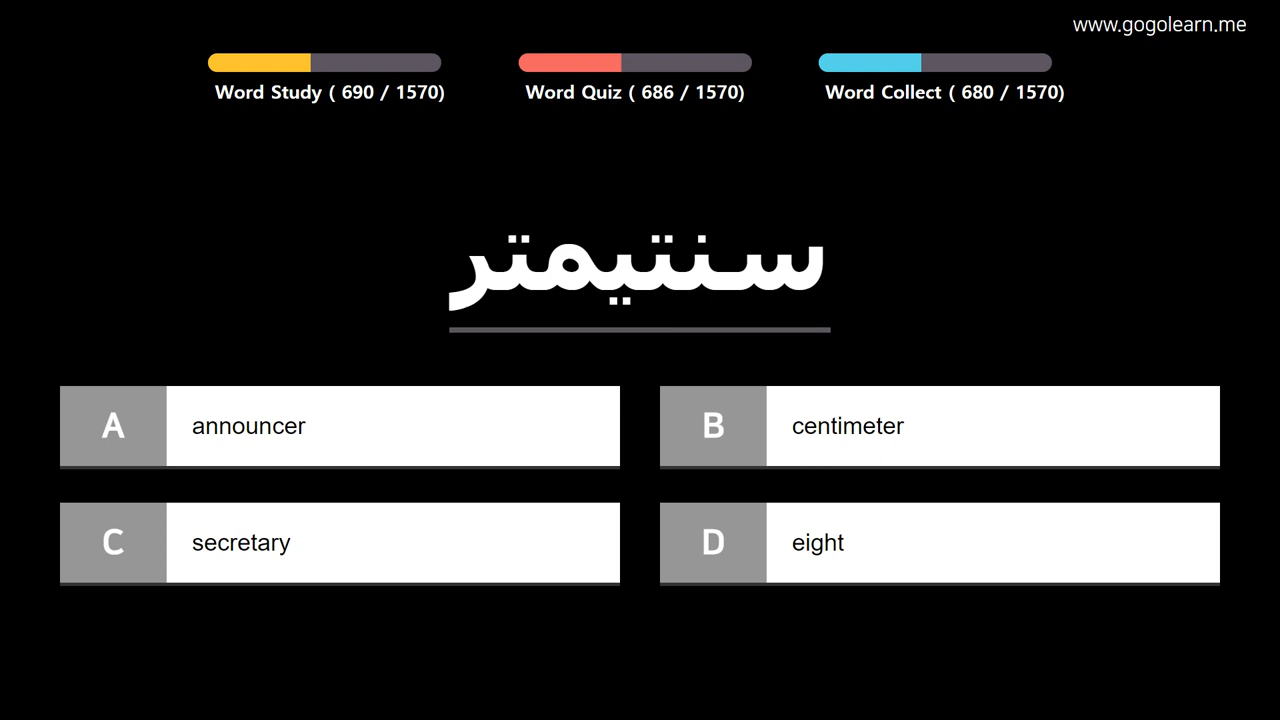 www.gogolearn.me
Word Study ( 690 / 1570)
Word Quiz ( 686 / 1570)
Word Collect ( 680 / 1570)
سنتیمتر
A announcer
B centimeter
C secretary
D eight